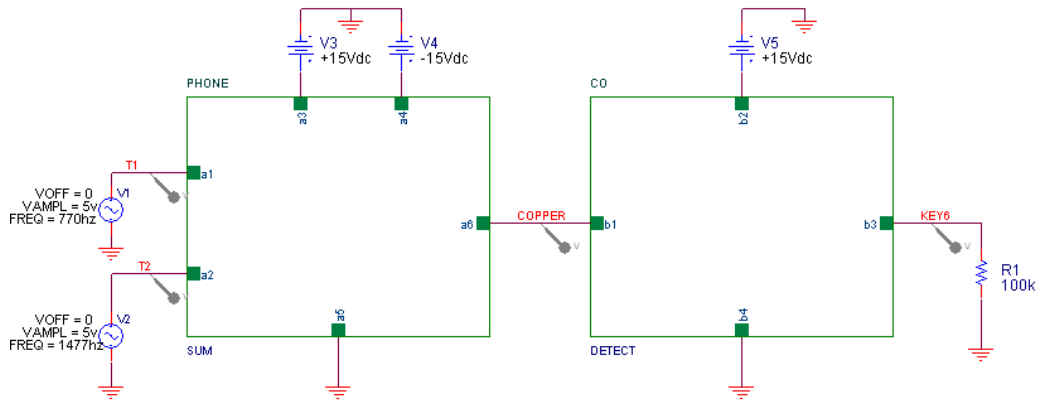 V3
+15Vdc
V4
-15Vdc
V5
+15Vdc
PHONE
CO
a3
a4
b2
T1
a1
V
VOFF = 0
VAMPL = 5v
FREQ = 770hz
V1
COPPER
a6
b1
V
b3
KEY6
V
T2
a2
V
R1
100k
VOFF = 0
VAMPL = 5v
FREQ = 1477hz
V2
a5
b4
SUM
DETECT